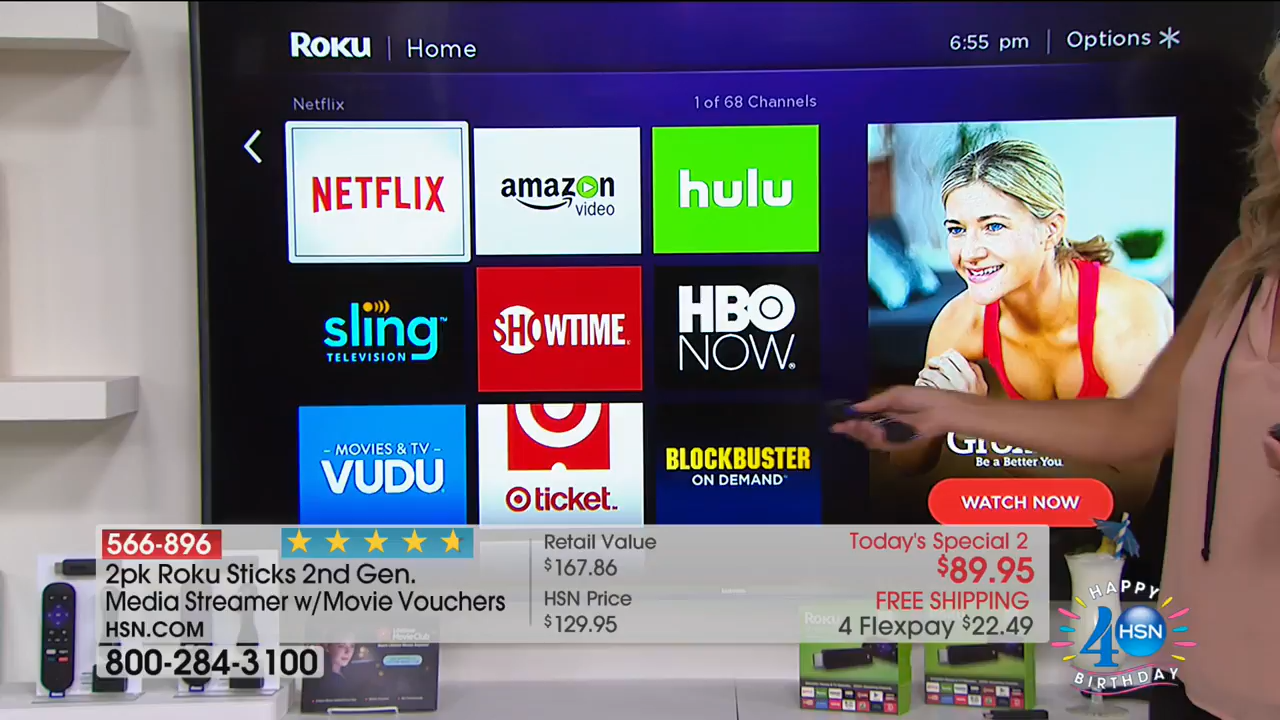 Roku | Home
6:55 pm | Options
Netflix
1 of 68 Channels
NETFLIX
amazon
video
hulu
sling
TELEVISION
SHOWTIME
HBO
NOW
MOVIES & TV
VUDU
ticket
BLOCKBUSTER
ON DEMAND
Be a Better You
WATCH NOW
566-896
2pk Roku Sticks 2nd Gen.
Media Streamer w/Movie Vouchers
HSN.COM
800-284-3100
Retail Value
$167.86
HSN Price
$129.95
Today's Special 2
$89.95
FREE SHIPPING
4 Flexpay $22.49
HAPPY
40 HSN
BIRTHDAY
Roku